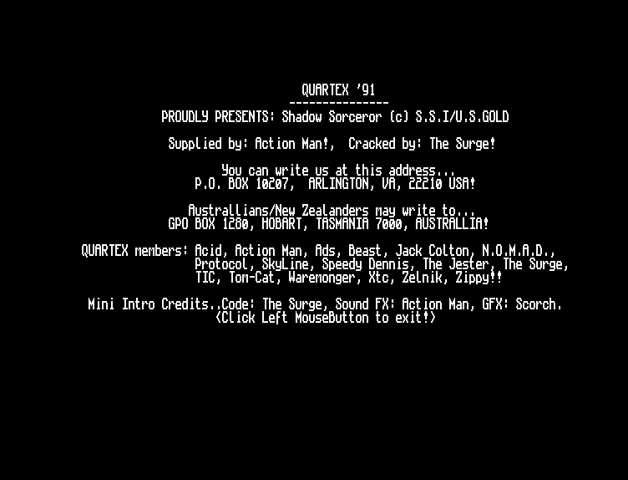 QUARTEX '91
---------------
PROUDLY PRESENTS: Shadow Sorceror (c) S.S.I/U.S.GOLD
Supplied by: Action Man!,  Cracked by: The Surge!
You can write us at this address...
P.O. BOX 10207,  ARLINGTON, VA, 22210 USA!
Australlians/New Zealanders may write to...
GPO BOX 1280, HOBART, TASMANIA 7000, AUSTRALLIA!
QUARTEX members: Acid, Action Man, Ads, Beast, Jack Colton, N.O.M.A.D.,
Protocol, SkyLine, Speedy Dennis, The Jester, The Surge,
TIC, Tom-Cat, Waremonger, Xtc, Zelnik, Zippy!!
Mini Intro Credits..Code: The Surge, Sound FX: Action Man, GFX: Scorch.
<Click Left MouseButton to exit!>